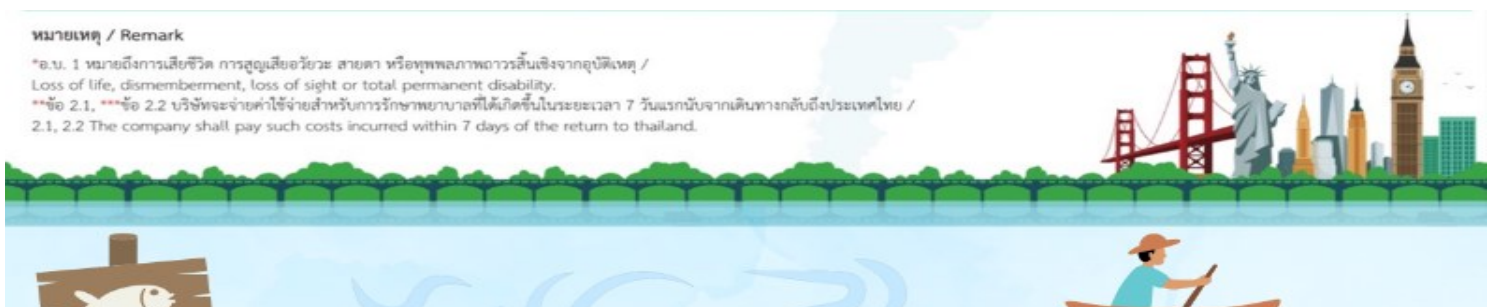 หมายเหตุ / Remark
*อ.บ. 1 หมายถึงการเสียชีวิต การสูญเสียอวัยวะ สายตา หรือทุพพลภาพถาวรสิ้นเชิงจากอุบัติเหตุ /
Loss of life, dismemberment, loss of sight or total permanent disability.
**ข้อ 2.1, ***ข้อ 2.2 บริษัทจะจ่ายค่าใช้จ่ายสำหรับการรักษาพยาบาลที่ได้เกิดขึ้นในระยะเวลา 7 วันแรกนับจากเดินทางกลับถึงประเทศไทย /
2.1, 2.2 The company shall pay such costs incurred within 7 days of the return to thailand.